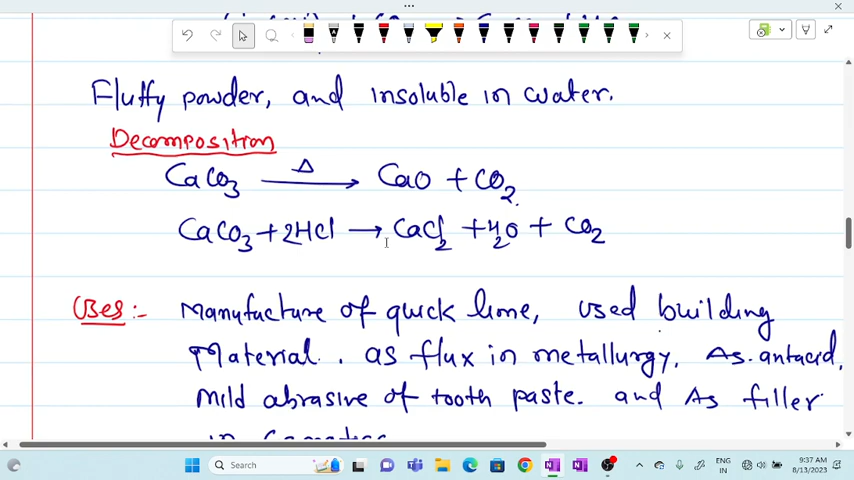 Fluffy powder, and insoluble in water.
Decomposition
CaCO3 —Δ→ CaO + CO2
CaCO3 + 2HCl → CaCl2 + H2O + CO2
Uses :- Manufacture of quick lime, used building
Material. as flux in metallurgy. As antacid,
mild abrasive of tooth paste. and As filler
in
Search
ENG
IN
9:37 AM
8/13/2023